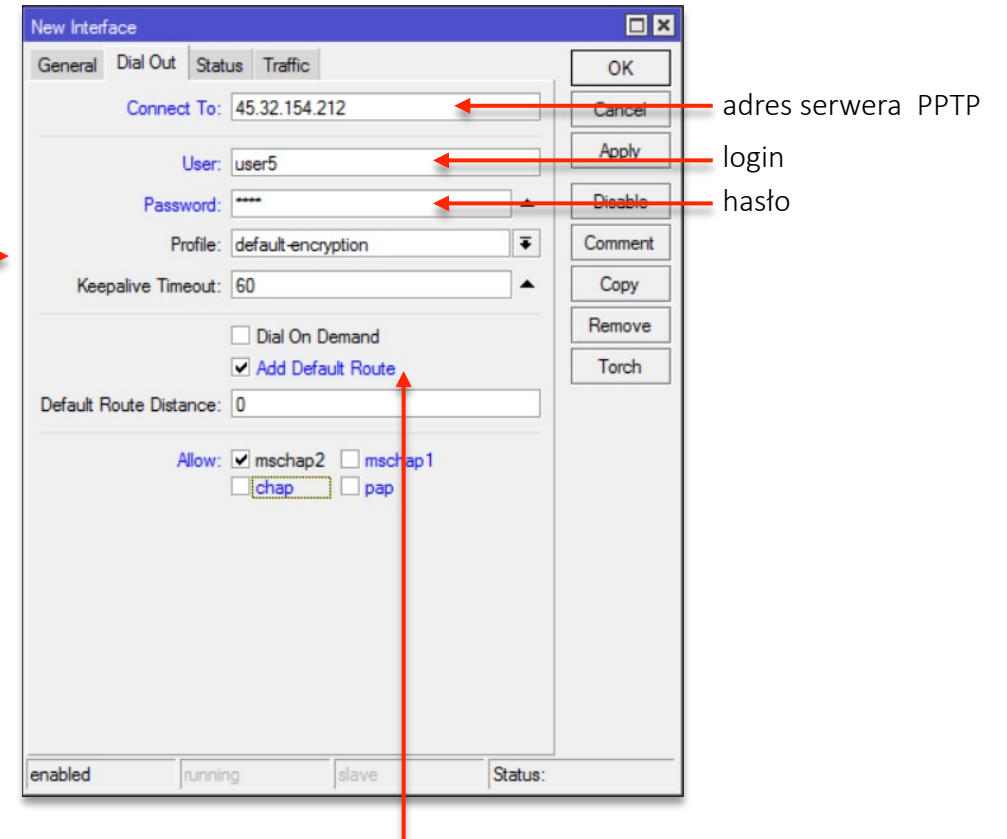 New Interface
General Dial Out Status Traffic
OK
Connect To: 45.32.154.212
Cancel
adres serwera PPTP
Apply
User: user5
login
Password: ****
Disable
hasło
Profile: default-encryption
Comment
Keepalive Timeout: 60
Copy
Dial On Demand
Remove
Add Default Route
Torch
Default Route Distance: 0
Allow: mschap2 mschap1
chap pap
enabled running slave Status: